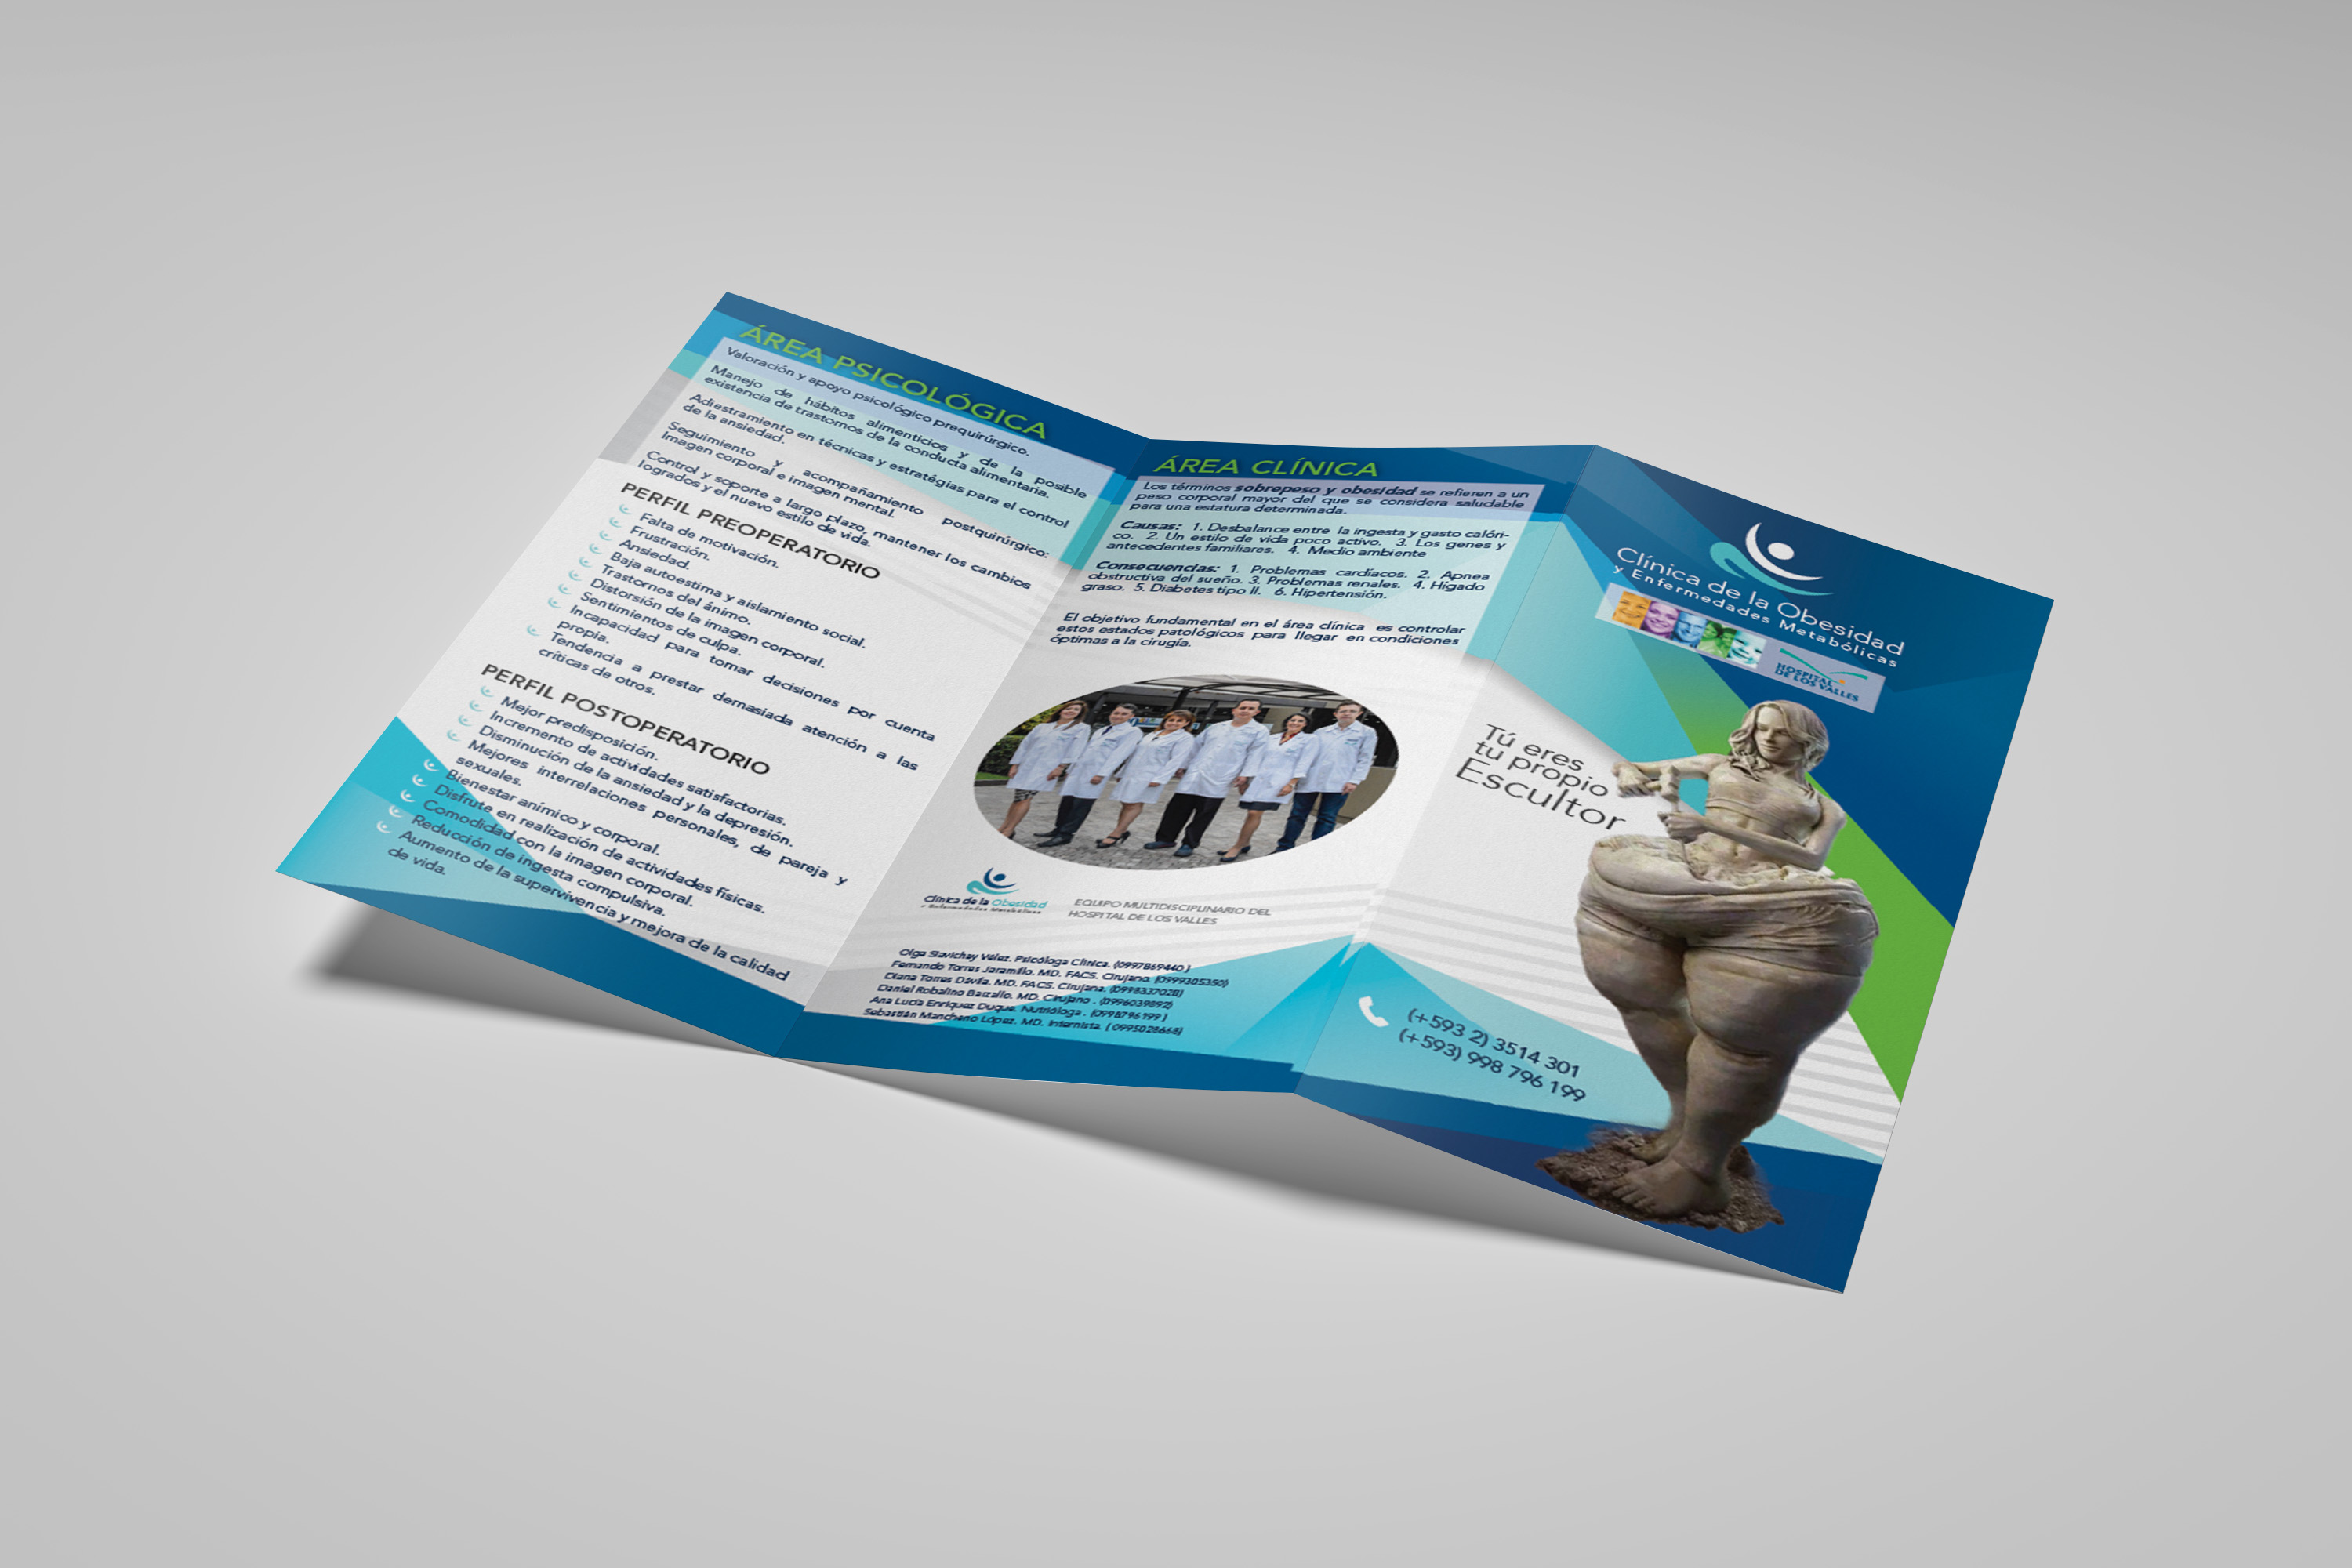 ÁREA PSICOLÓGICA
Valoración y apoyo psicológico prequirúrgico.
Manejo de hábitos alimenticios y de la posible
existencia de trastornos de la conducta alimentaria.
Adiestramiento en técnicas y estratégias para el control
de la ansiedad.
Seguimiento y acompañamiento postquirúrgico:
Imagen corporal e imagen mental.
Control y soporte a largo plazo, mantener los cambios
logrados y el nuevo estilo de vida.
PERFIL PREOPERATORIO
Falta de motivación.
Frustración.
Ansiedad.
Baja autoestima y aislamiento social.
Trastornos del ánimo.
Distorsión de la imagen corporal.
Sentimientos de culpa.
Incapacidad para tomar decisiones por cuenta
propia.
Tendencia a prestar demasiada atención a las
críticas de otros.
PERFIL POSTOPERATORIO
Mejor predisposición.
Incremento de actividades satisfactorias.
Disminución de la ansiedad y la depresión.
Mejores interrelaciones personales, de pareja y
sexuales.
Bienestar anímico y corporal.
Disfrute en realización de actividades físicas.
Comodidad con la imagen corporal.
Reducción de ingesta compulsiva.
Aumento de la supervivencia y mejora de la calidad
de vida.
ÁREA CLÍNICA
Los términos sobrepeso y obesidad se refieren a un
peso corporal mayor del que se considera saludable
para una estatura determinada.
Causas: 1. Desbalance entre la ingesta y gasto calóri-
co. 2. Un estilo de vida poco activo. 3. Los genes y
antecedentes familiares. 4. Medio ambiente
Consecuencias: 1. Problemas cardíacos. 2. Apnea
obstructiva del sueño. 3. Problemas renales. 4. Hígado
graso. 5. Diabetes tipo II. 6. Hipertensión.
El objetivo fundamental en el área clínica es controlar
estos estados patológicos para llegar en condiciones
óptimas a la cirugía.
Clínica de la Obesidad
y Enfermedades Metabólicas
EQUIPO MULTIDISCIPLINARIO DEL
HOSPITAL DE LOS VALLES
Olga Slavichay Vélez. Psicóloga Clínica. (0997869440)
Fernando Torres Jaramillo. MD. FACS. Cirujano. (0999305350)
Diana Torres Dávila. MD. FACS. Cirujana. (0998337028)
Daniel Robalino Bazzallo. MD. Cirujano . (0996039892)
Ana Lucía Enríquez Duque. Nutrióloga . (0998796199)
Sebastián Mancheno López. MD. Internista. ( 0995028668)
Clínica de la Obesidad
y Enfermedades Metabólicas
HOSPITAL
DE LOS VALLES
Tú eres
tu propio
Escultor
(+593 2) 3514 301
(+593) 998 796 199